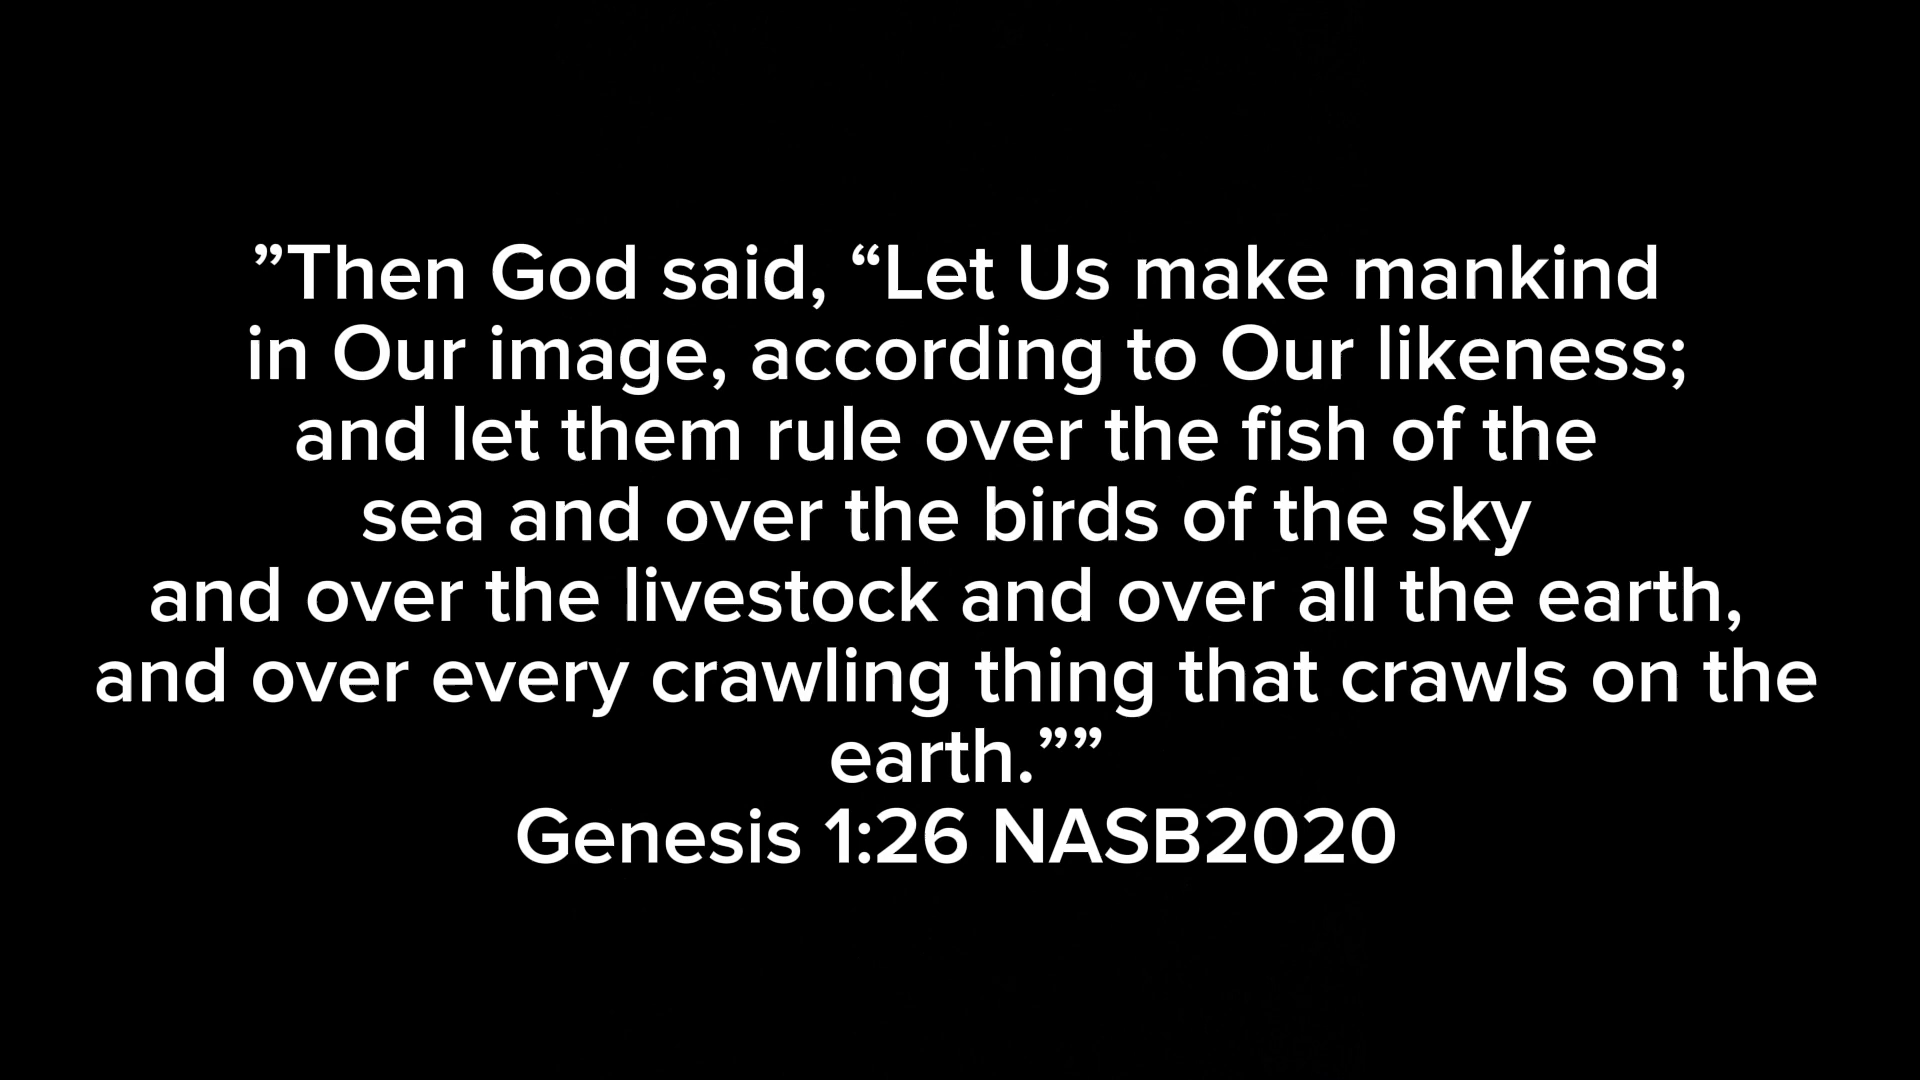 ”Then God said, “Let Us make mankind
in Our image, according to Our likeness;
and let them rule over the fish of the
sea and over the birds of the sky
and over the livestock and over all the earth,
and over every crawling thing that crawls on the
earth.””
Genesis 1:26 NASB2020